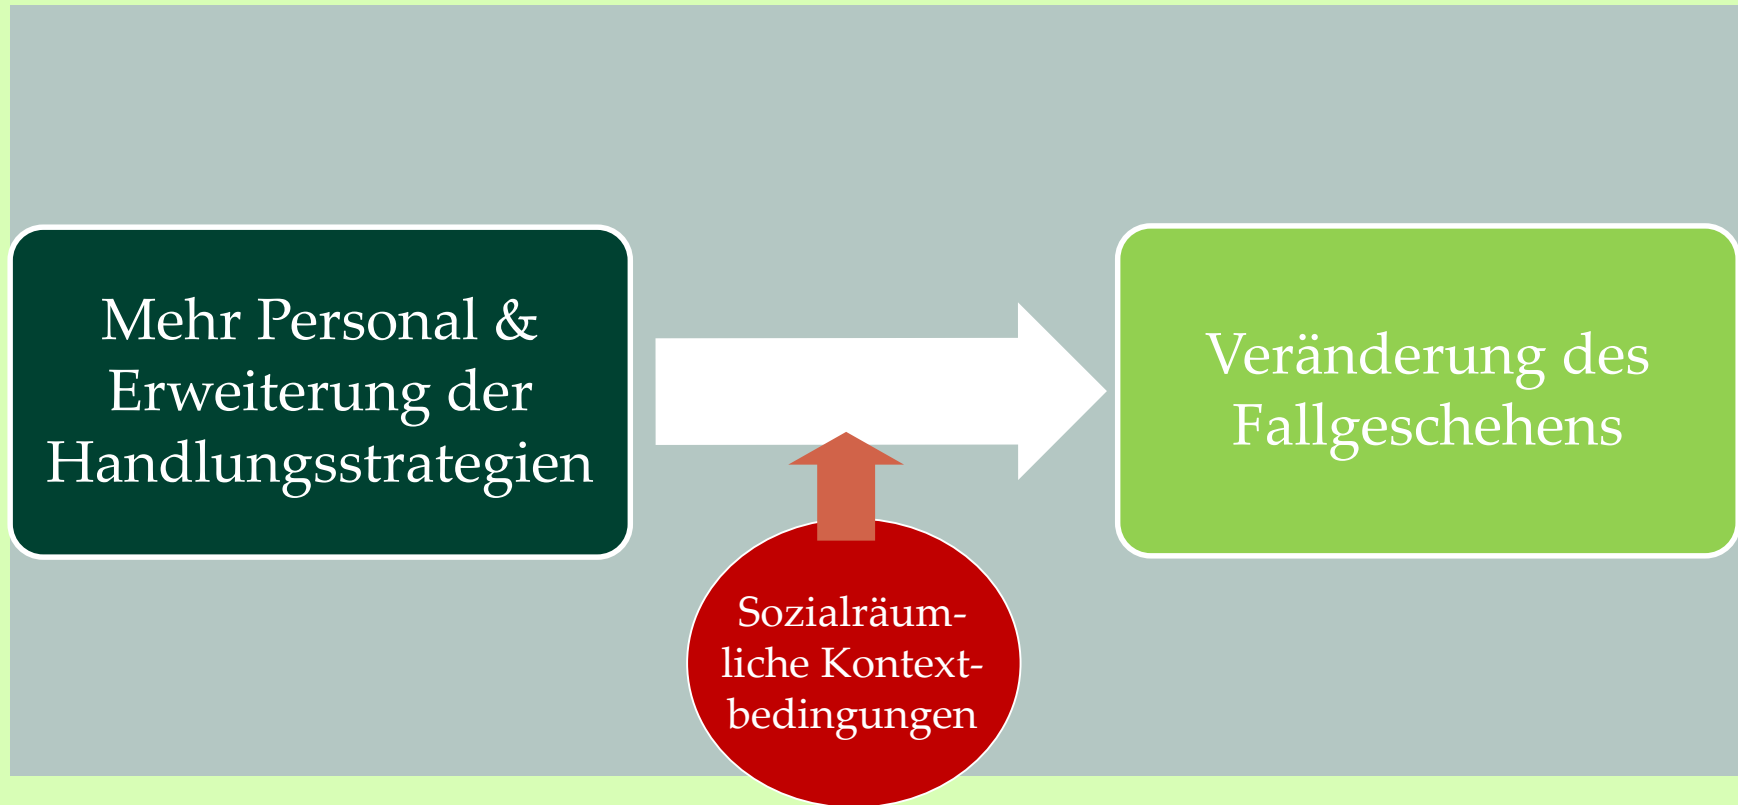 Mehr Personal &
Erweiterung der
Handlungsstrategien
Veränderung des
Fallgeschehens
Sozialräum-
liche Kontext-
bedingungen